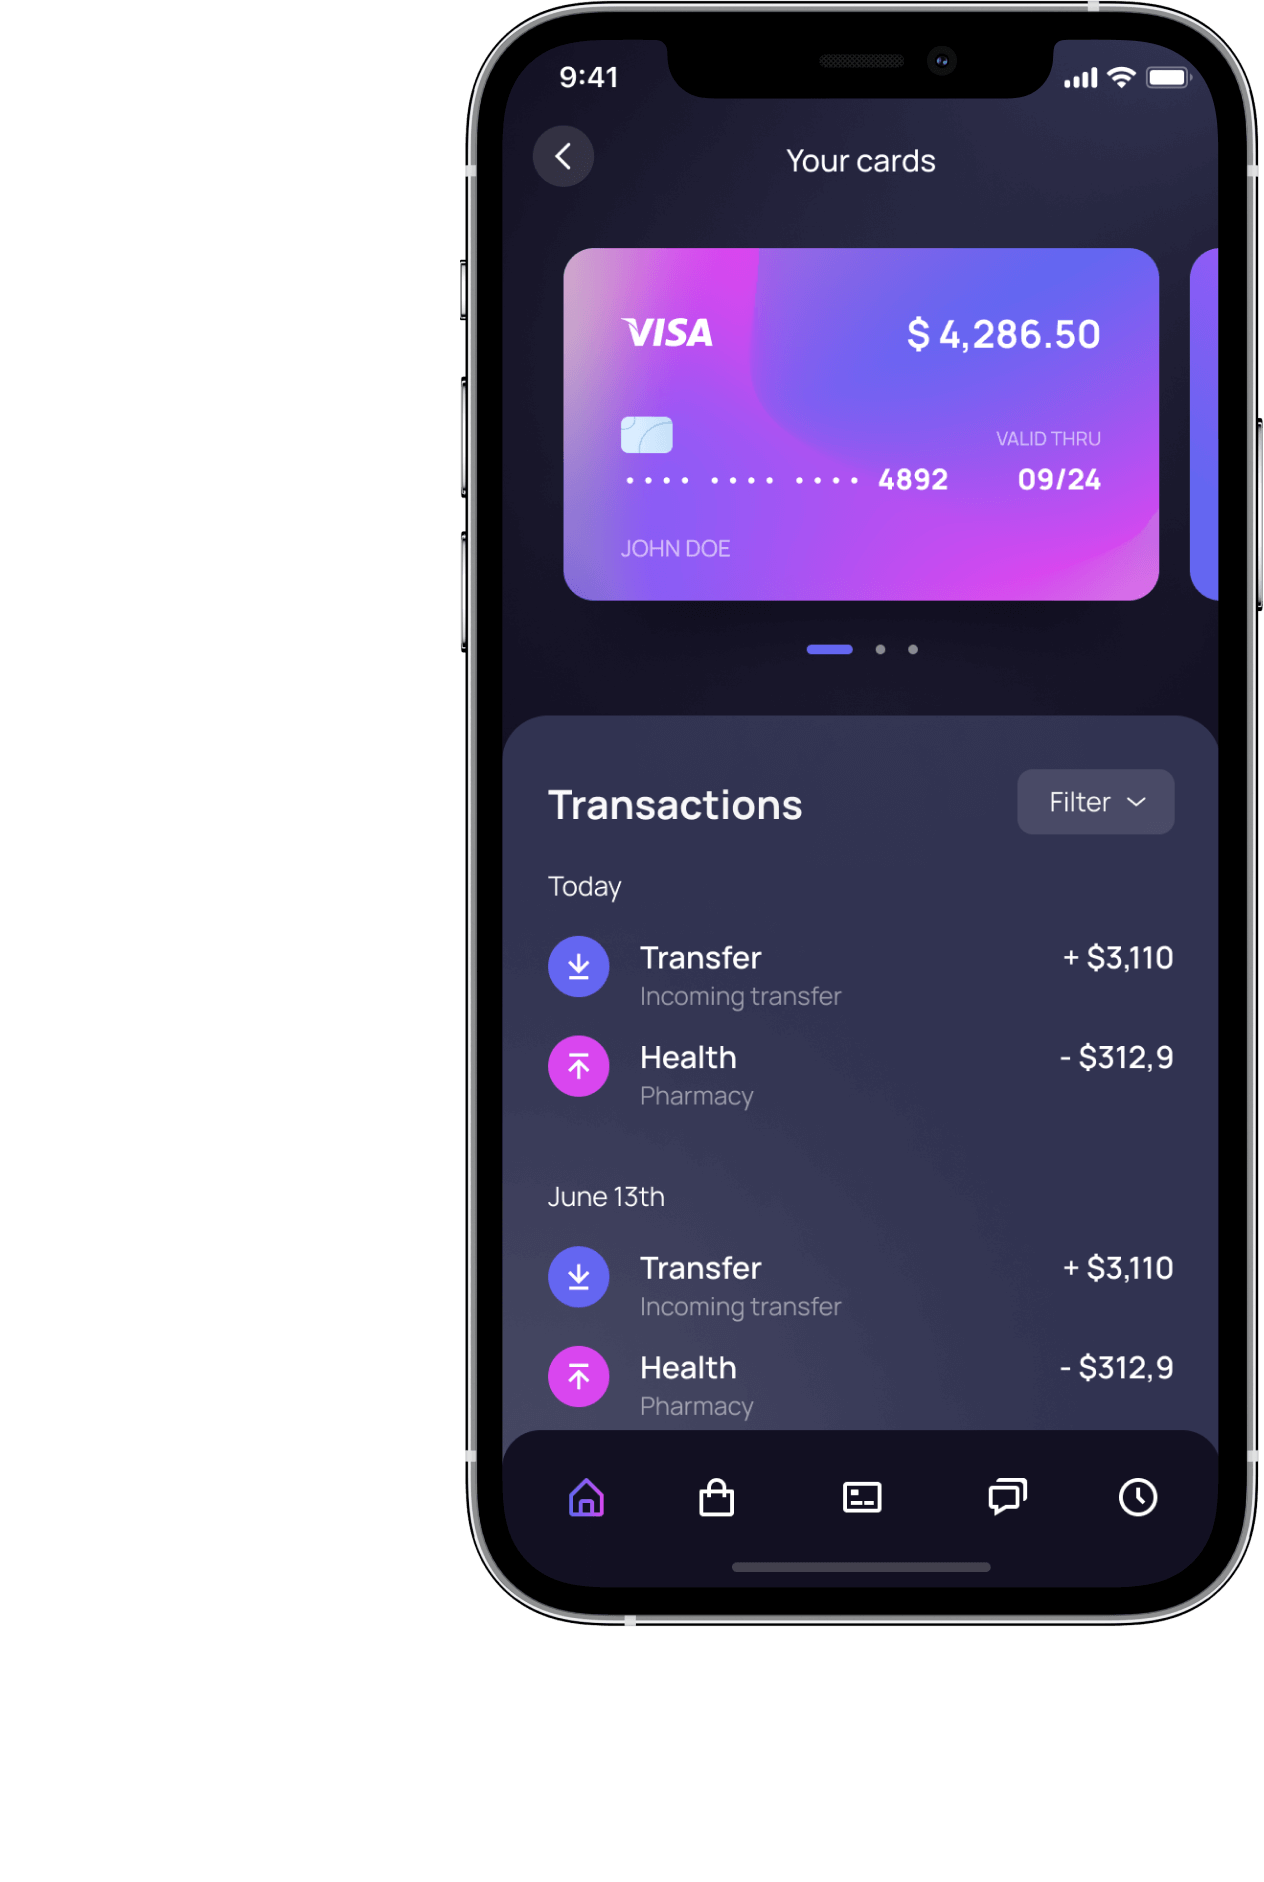 9:41
Your cards
VISA
$ 4,286.50
VALID THRU
•••• •••• •••• 4892 09/24
JOHN DOE
Transactions
Filter
Today
Transfer + $3,110
Incoming transfer
Health - $312,9
Pharmacy
June 13th
Transfer + $3,110
Incoming transfer
Health - $312,9
Pharmacy